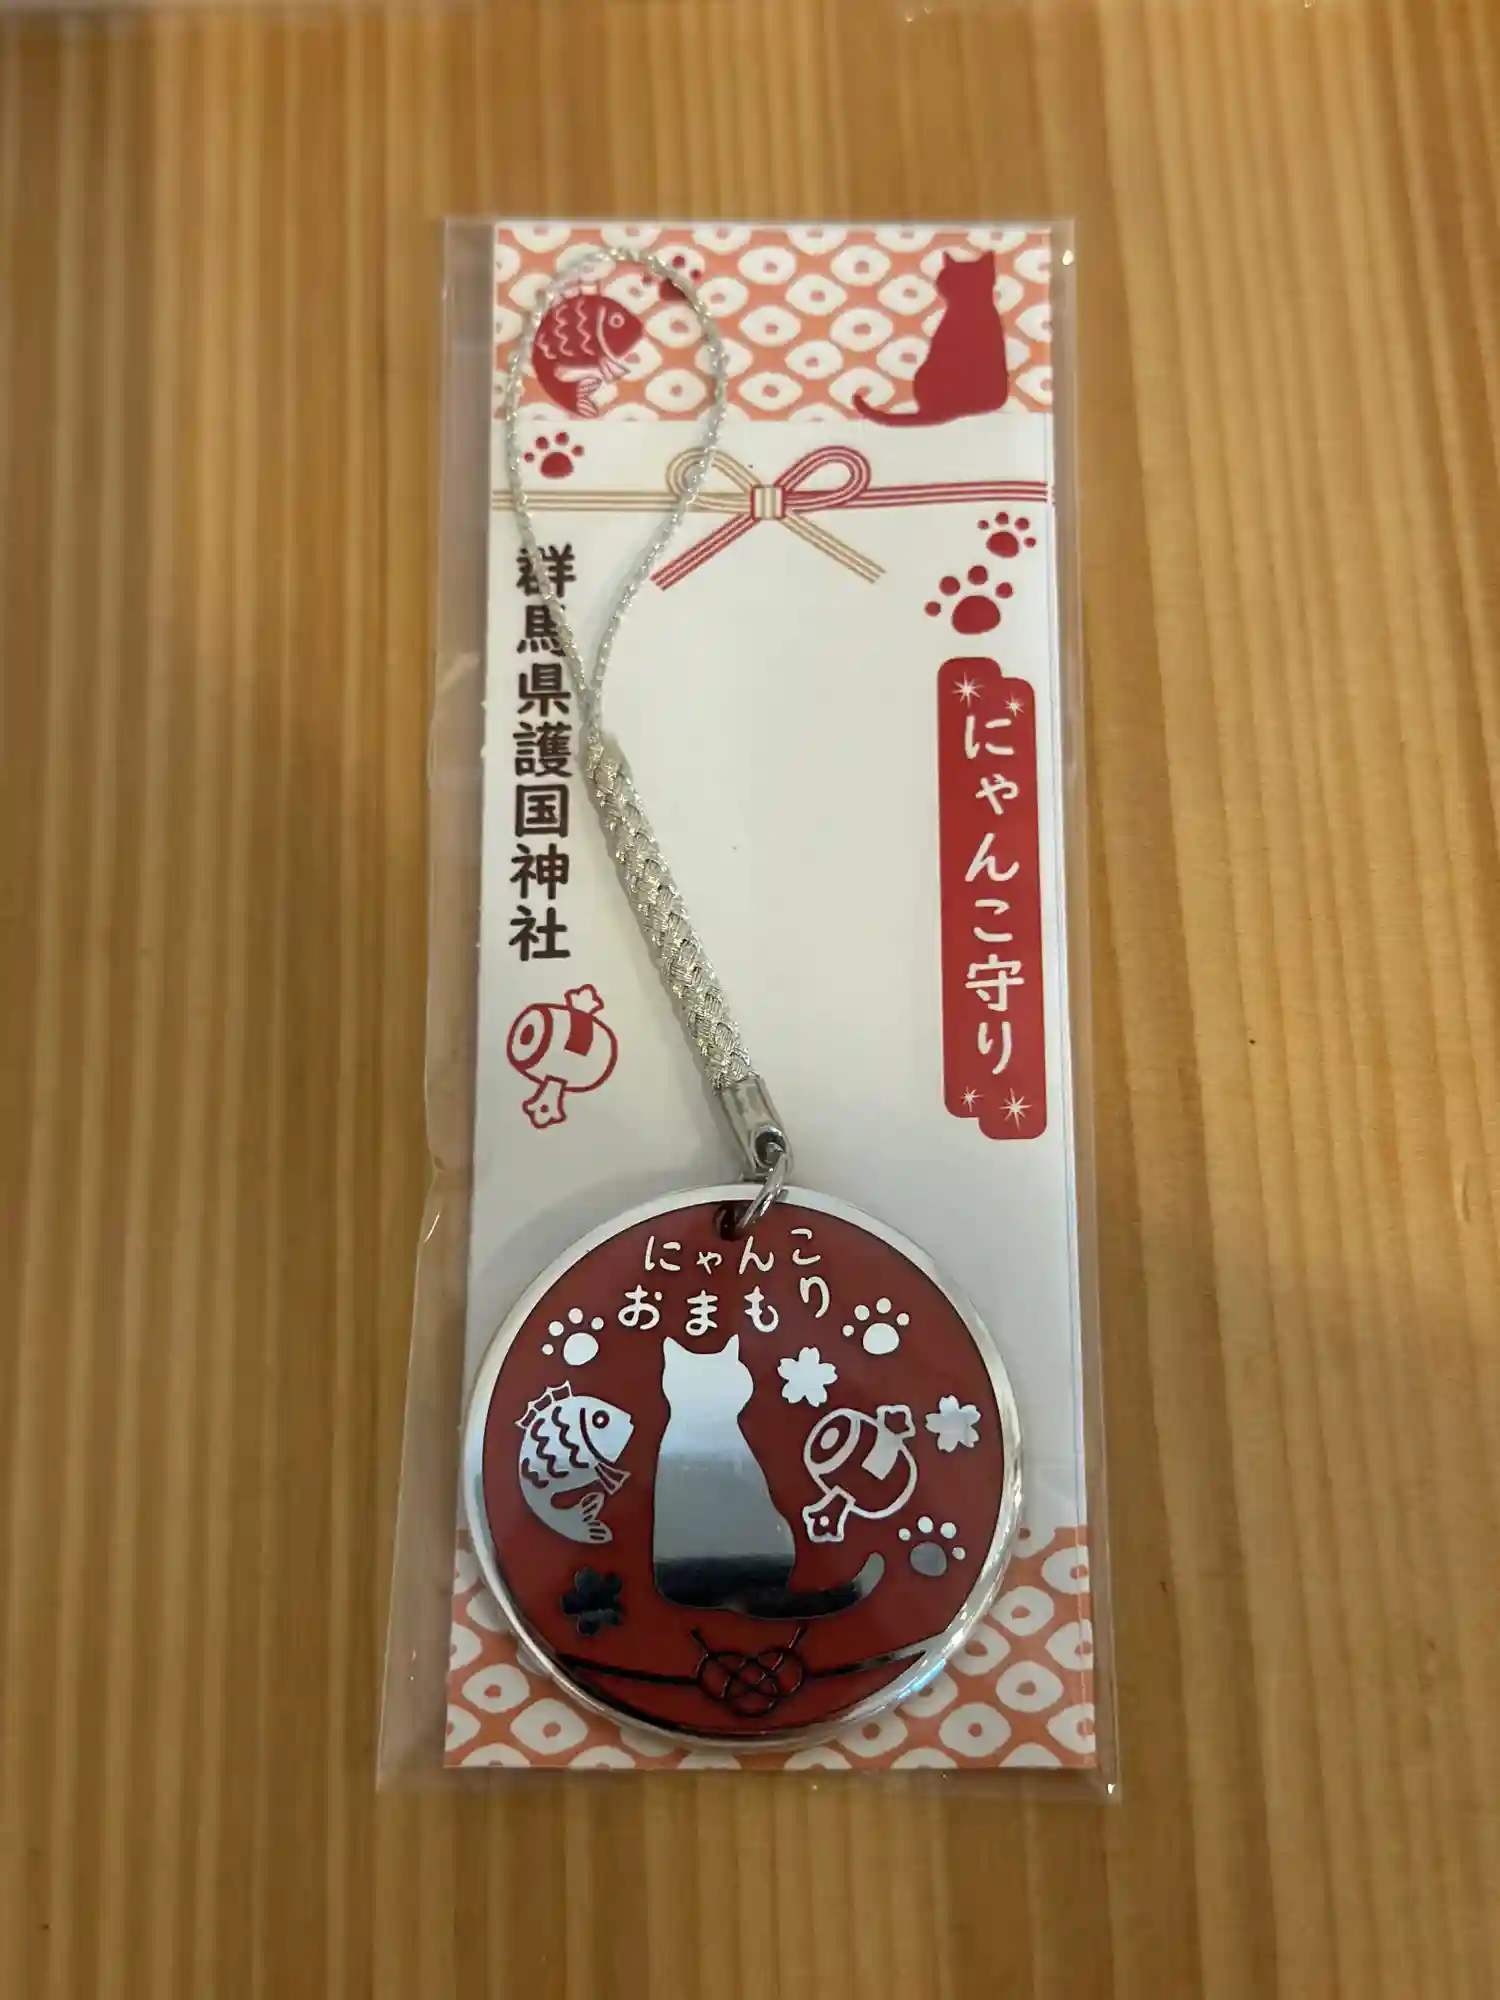 にゃんこ守り
群馬県護国神社
にゃんこ
おまもり